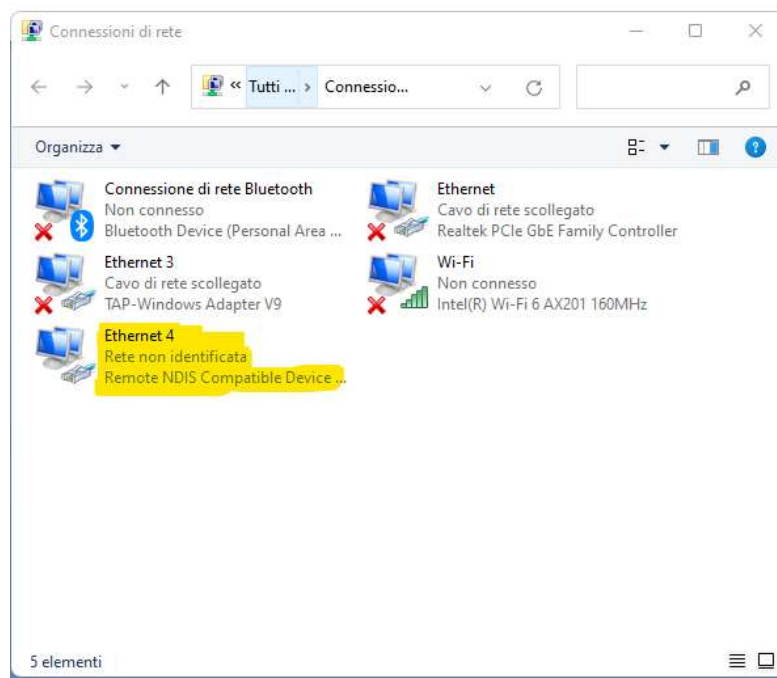 Connessioni di rete
« Tutti ... › Connessio...
Organizza
Connessione di rete Bluetooth
Non connesso
Bluetooth Device (Personal Area ...
Ethernet
Cavo di rete scollegato
Realtek PCIe GbE Family Controller
Ethernet 3
Cavo di rete scollegato
TAP-Windows Adapter V9
Wi-Fi
Non connesso
Intel(R) Wi-Fi 6 AX201 160MHz
Ethernet 4
Rete non identificata
Remote NDIS Compatible Device ...
5 elementi